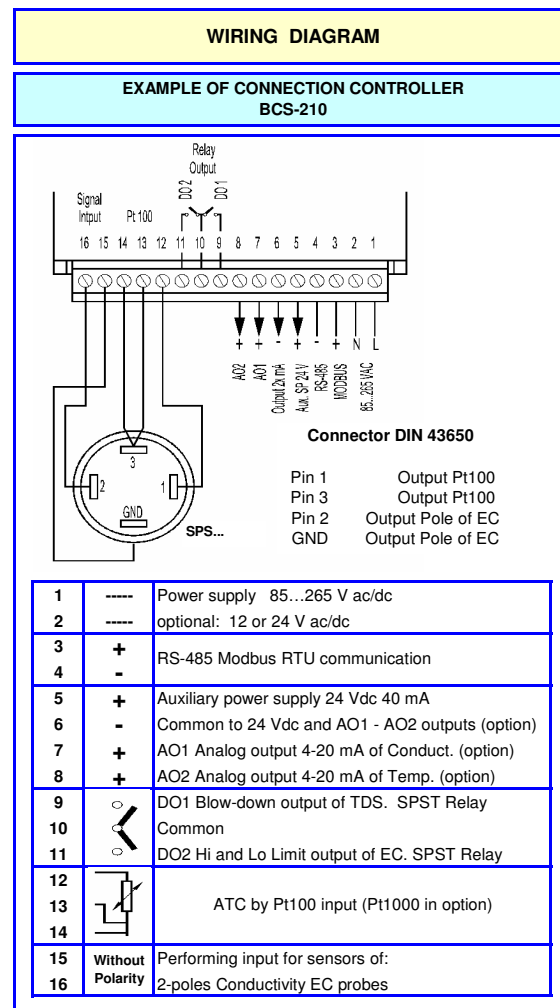 WIRING DIAGRAM
EXAMPLE OF CONNECTION CONTROLLER
BCS-210
Relay
Output
DO2 DO1
Signal
Intput Pt 100
16 15 14 13 12 11 10 9 8 7 6 5 4 3 2 1
+ + - + - + N L
AO2
AO1
Output 2x mA
Aux. SP 24 V
RS-485
MODBUS
85...265 VAC
3
2
1
GND
SPS...
Connector DIN 43650
Pin 1 Output Pt100
Pin 3 Output Pt100
Pin 2 Output Pole of EC
GND Output Pole of EC
1 ----- Power supply 85…265 V ac/dc
2 ----- optional: 12 or 24 V ac/dc
3 +
RS-485 Modbus RTU communication
4 -
5 + Auxiliary power supply 24 Vdc 40 mA
6 - Common to 24 Vdc and AO1 - AO2 outputs (option)
7 + AO1 Analog output 4-20 mA of Conduct. (option)
8 + AO2 Analog output 4-20 mA of Temp. (option)
9 DO1 Blow-down output of TDS. SPST Relay
10 Common
11 DO2 Hi and Lo Limit output of EC. SPST Relay
12
13 ATC by Pt100 input (Pt1000 in option)
14
15 Without Performing input for sensors of:
16 Polarity 2-poles Conductivity EC probes